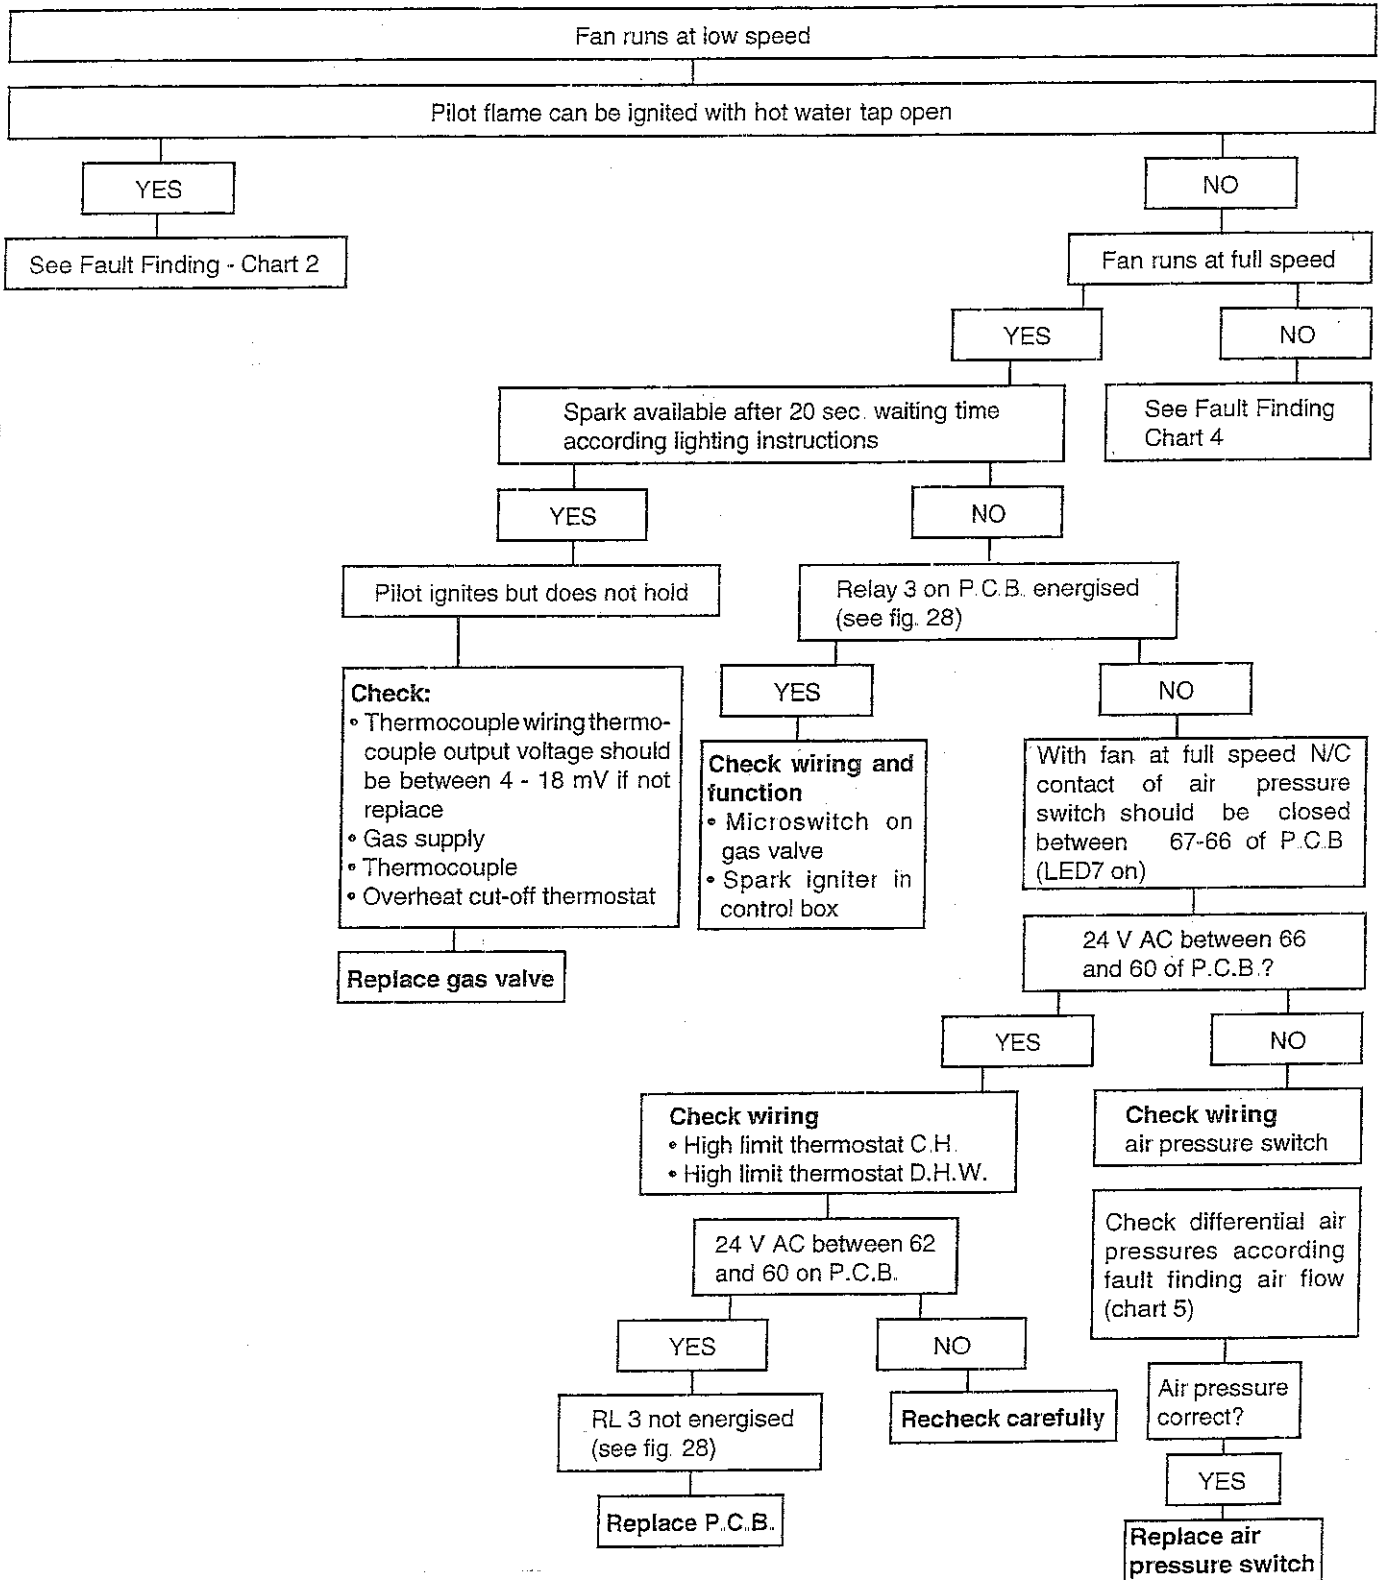 Fan runs at low speed
Pilot flame can be ignited with hot water tap open
YES
NO
See Fault Finding - Chart 2
Fan runs at full speed
YES
NO
Spark available after 20 sec. waiting time
according lighting instructions
See Fault Finding
Chart 4
YES
NO
Pilot ignites but does not hold
Relay 3 on P.C.B. energised
(see fig. 28)
YES
NO
Check:
• Thermocouple wiring thermo-
couple output voltage should
be between 4 - 18 mV if not
replace
• Gas supply
• Thermocouple
• Overheat cut-off thermostat
Check wiring and
function
• Microswitch on
gas valve
• Spark igniter in
control box
With fan at full speed N/C
contact of air pressure
switch should be closed
between 67-66 of P.C.B
(LED7 on)
Replace gas valve
24 V AC between 66
and 60 of P.C.B.?
YES
NO
Check wiring
• High limit thermostat C.H.
• High limit thermostat D.H.W.
Check wiring
air pressure switch
24 V AC between 62
and 60 on P.C.B.
Check differential air
pressures according
fault finding air flow
(chart 5)
YES
NO
RL 3 not energised
(see fig. 28)
Recheck carefully
Air pressure
correct?
YES
Replace P.C.B.
Replace air
pressure switch